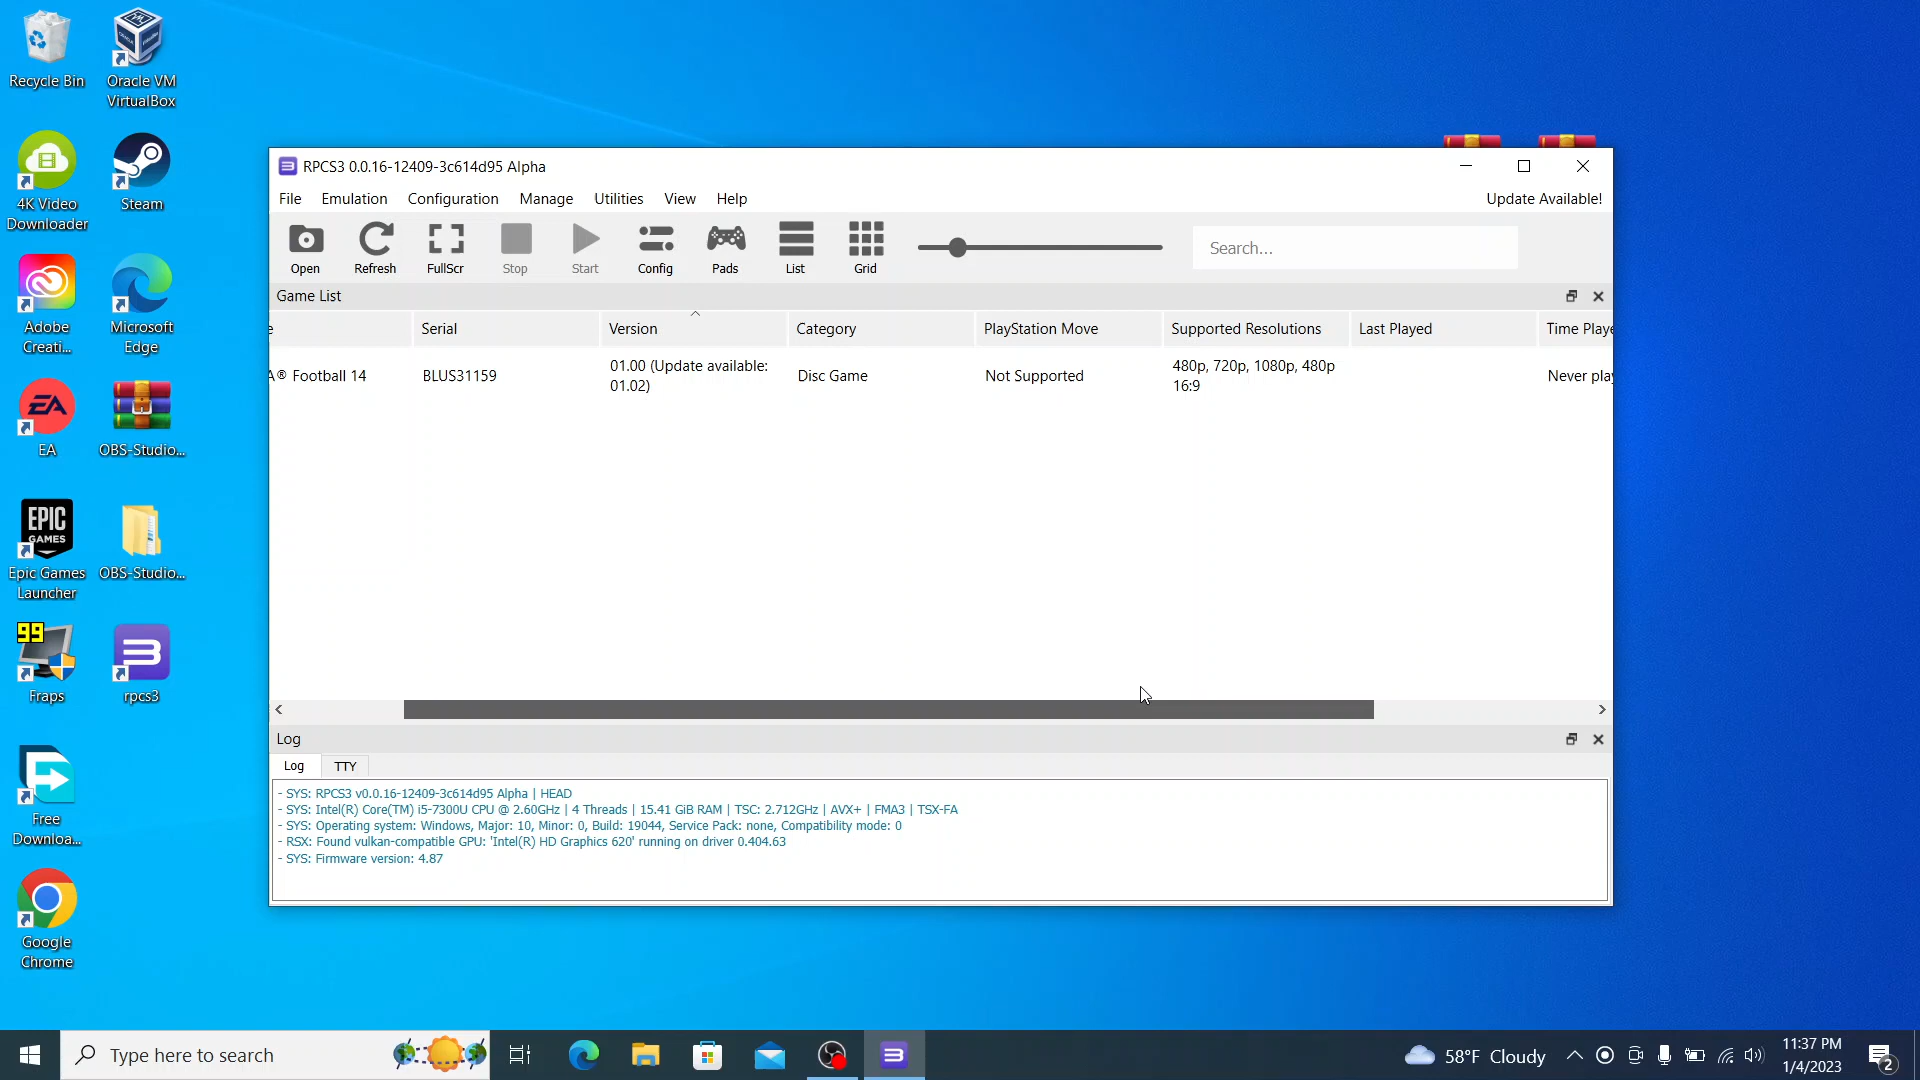 Recycle Bin
Oracle VM
VirtualBox
4K Video
Downloader
Steam
Adobe
Creati...
Microsoft
Edge
EA
EA
OBS-Studio...
EPIC
GAMES
Epic Games
Launcher
OBS-Studio...
99
Fraps
rpcs3
Free
Downloa...
Google
Chrome
RPCS3 0.0.16-12409-3c614d95 Alpha
File Emulation Configuration Manage Utilities View Help
Update Available!
Open Refresh FullScr Stop Start Config Pads List Grid
Search...
Game List
e Serial Version Category PlayStation Move Supported Resolutions Last Played Time Playe
A® Football 14 BLUS31159 01.00 (Update available:
01.02) Disc Game Not Supported 480p, 720p, 1080p, 480p
16:9 Never play
Log
Log TTY
- SYS: RPCS3 v0.0.16-12409-3c614d95 Alpha | HEAD
- SYS: Intel(R) Core(TM) i5-7300U CPU @ 2.60GHz | 4 Threads | 15.41 GiB RAM | TSC: 2.712GHz | AVX+ | FMA3 | TSX-FA
- SYS: Operating system: Windows, Major: 10, Minor: 0, Build: 19044, Service Pack: none, Compatibility mode: 0
- RSX: Found vulkan-compatible GPU: 'Intel(R) HD Graphics 620' running on driver 0.404.63
- SYS: Firmware version: 4.87
Type here to search
58°F Cloudy
11:37 PM
1/4/2023
2